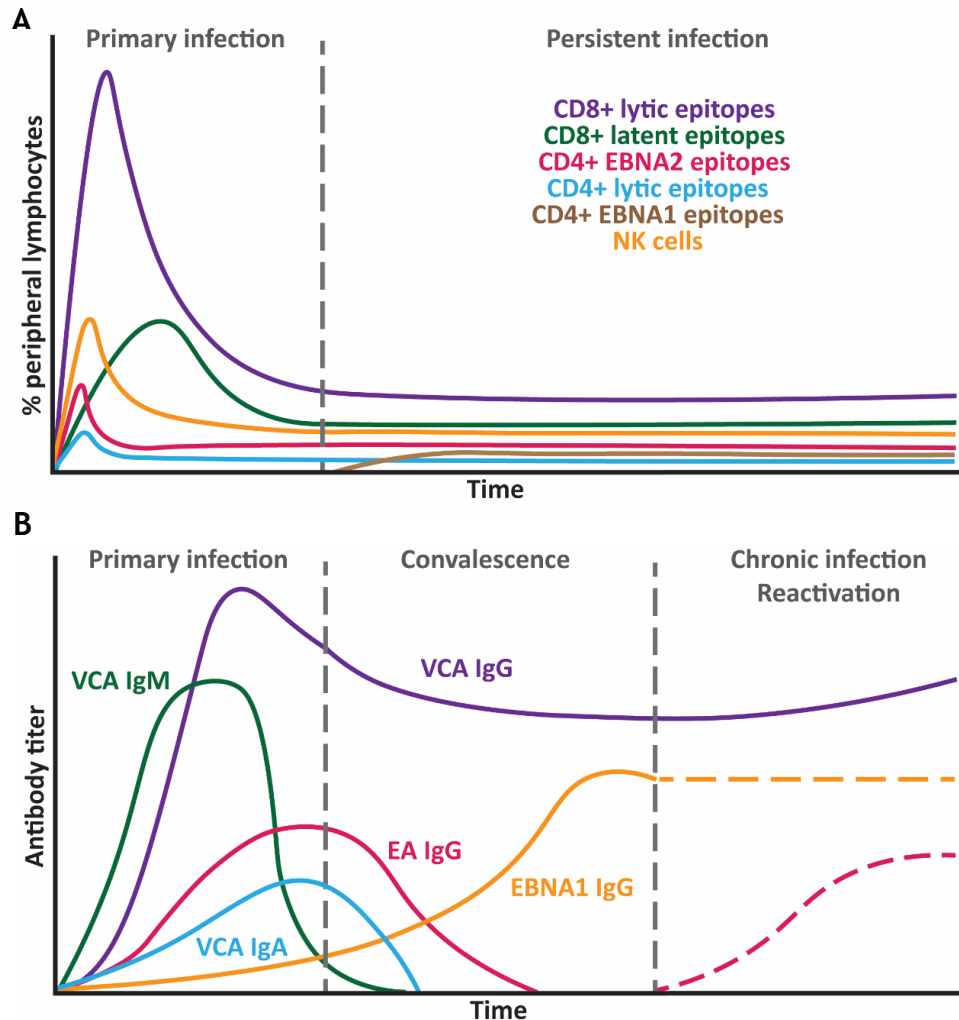 A
Primary infection
Persistent infection
CD8+ lytic epitopes
CD8+ latent epitopes
CD4+ EBNA2 epitopes
CD4+ lytic epitopes
CD4+ EBNA1 epitopes
NK cells
% peripheral lymphocytes
Time
B
Primary infection
Convalescence
Chronic infection
Reactivation
VCA IgM
VCA IgG
EA IgG
EBNA1 IgG
VCA IgA
Antibody titer
Time